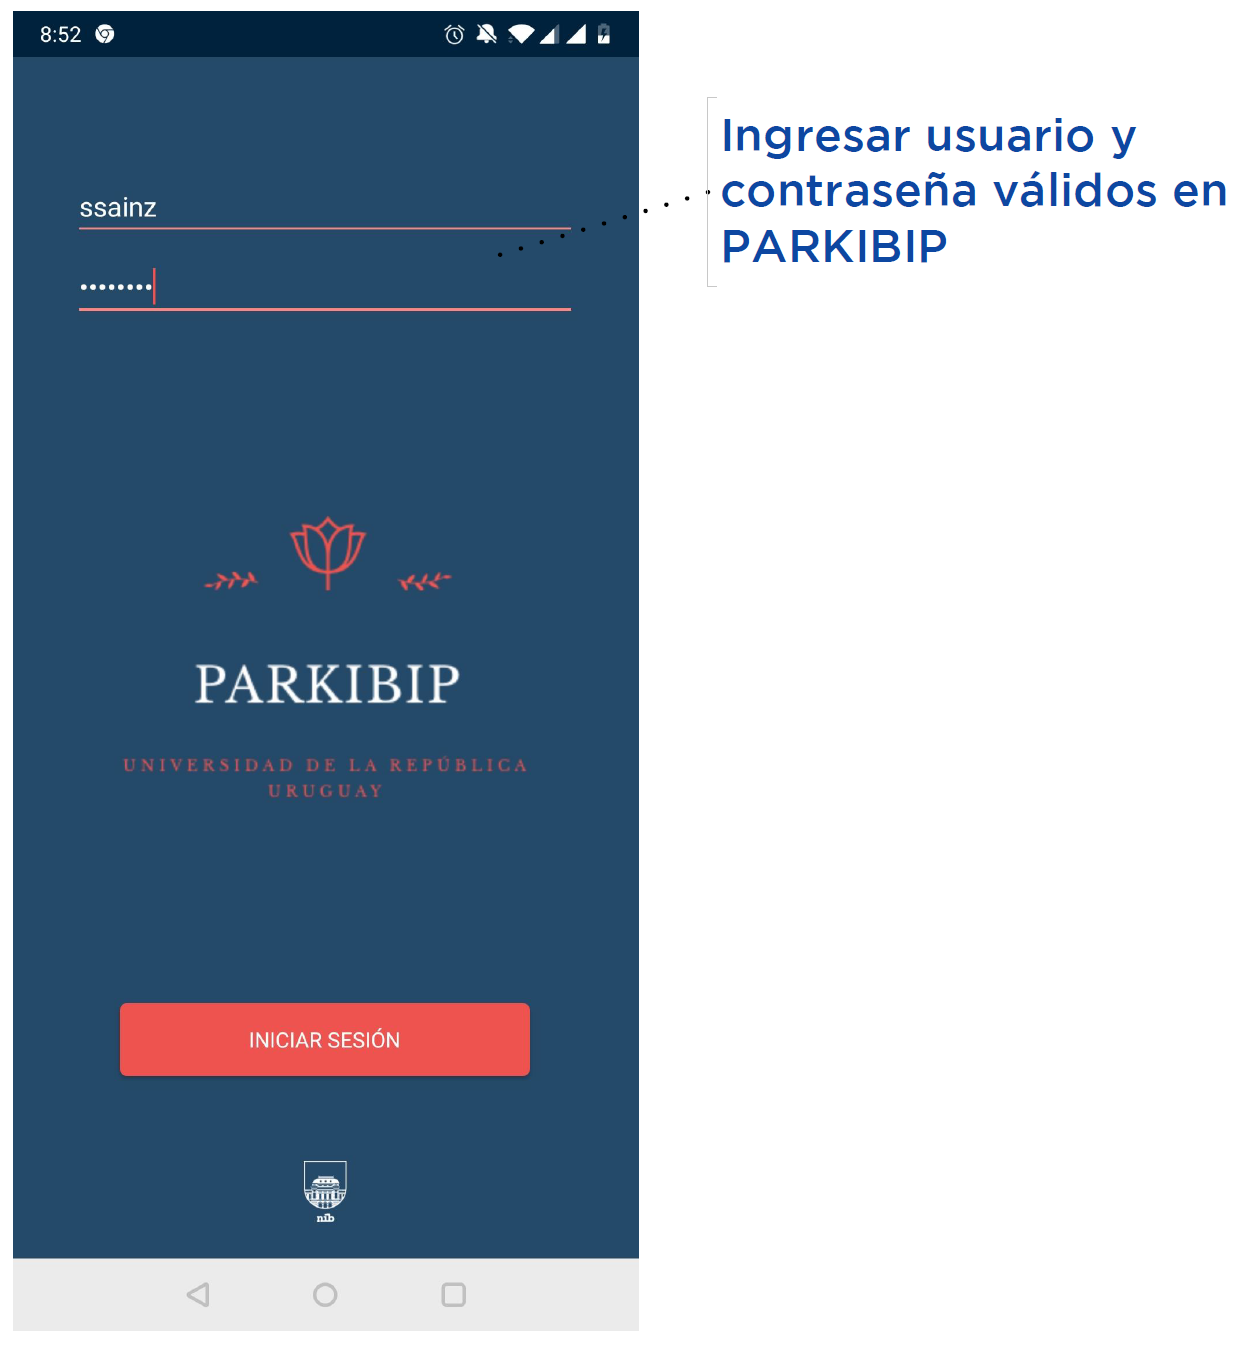 8:52
Ingresar usuario y
contraseña válidos en
PARKIBIP
ssainz
••••••••
PARKIBIP
UNIVERSIDAD DE LA REPÚBLICA
URUGUAY
INICIAR SESIÓN
nib